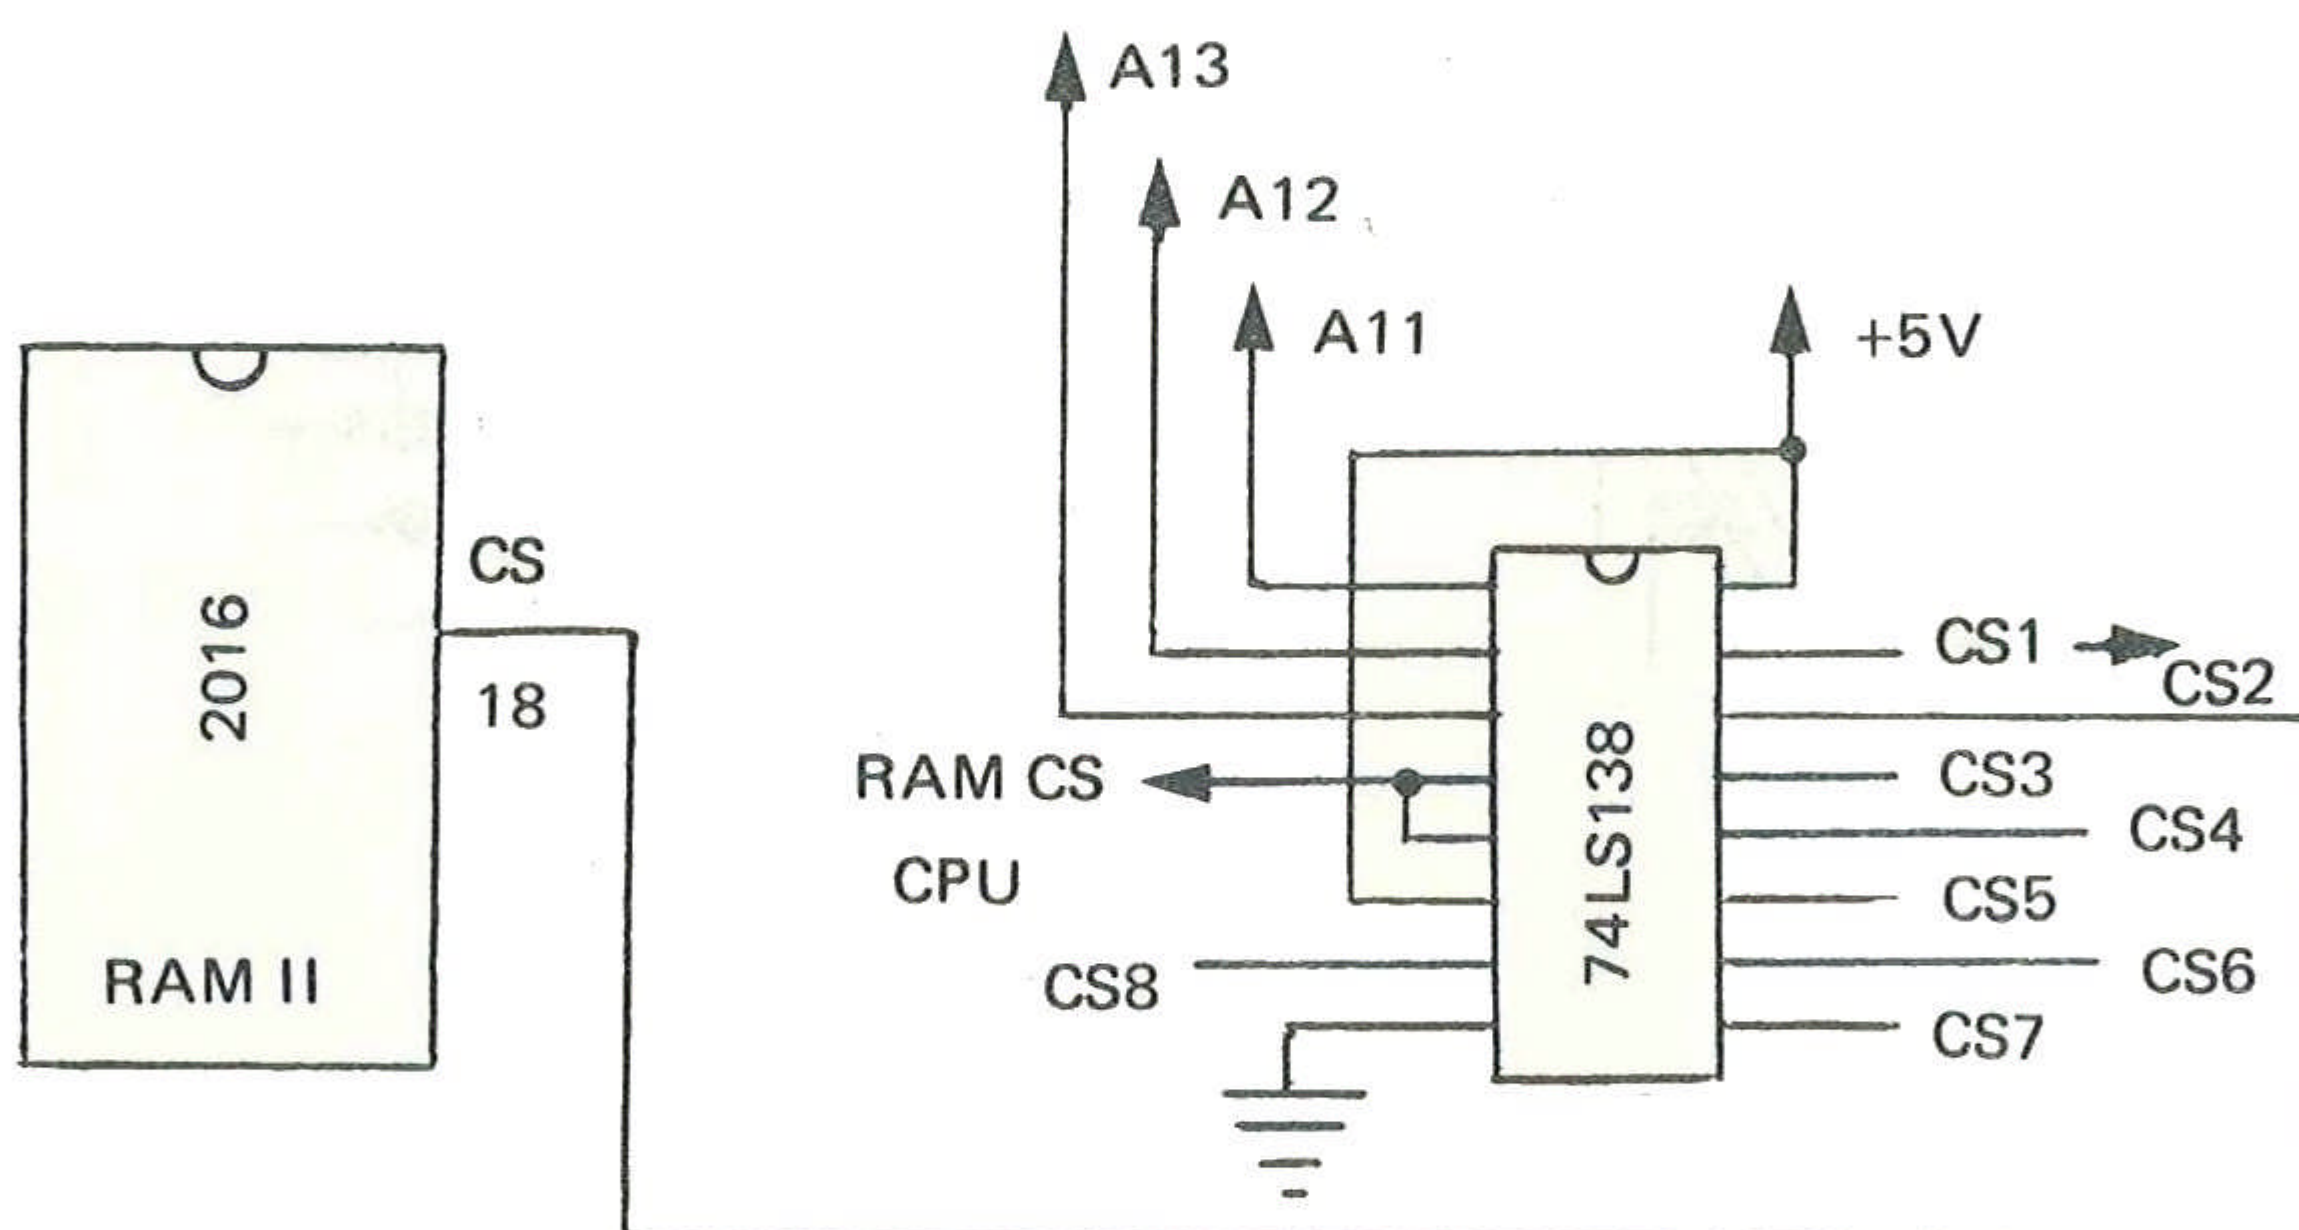 A13
A12
A11
+5V
2016
CS
18
RAM II
74LS138
CS1
CS2
RAM CS
CPU
CS3
CS4
CS5
CS8
CS6
CS7